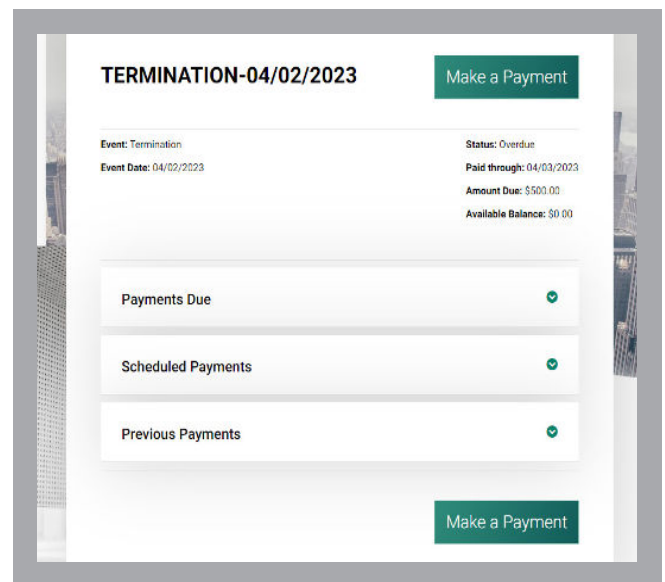 TERMINATION-04/02/2023
Make a Payment
Event: Termination
Event Date: 04/02/2023
Status: Overdue
Paid through: 04/03/2023
Amount Due: $500.00
Available Balance: $0.00
Payments Due
Scheduled Payments
Previous Payments
Make a Payment